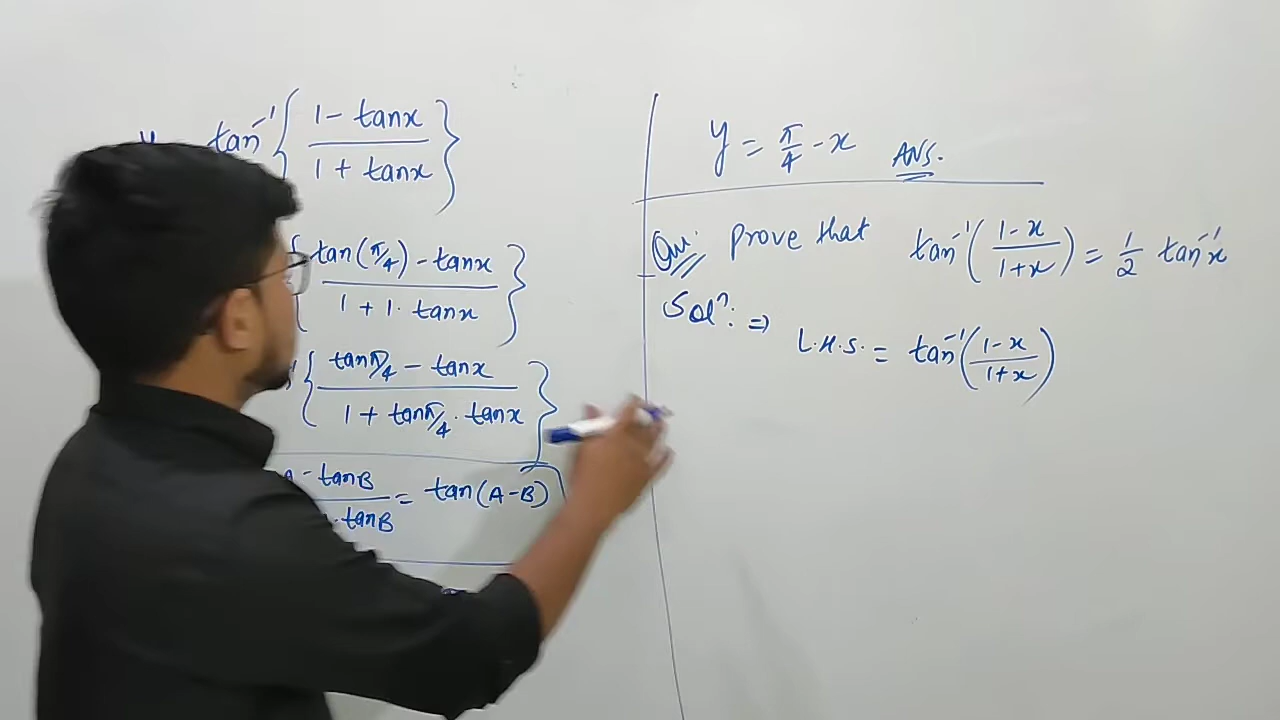 tan⁻¹{ (1 - tanx)/(1 + tanx) }
{ (tan(π/4) - tanx)/(1 + 1. tanx) }
{ (tanπ/4 - tanx)/(1 + tanπ/4 . tanx) }
- tanB / . tanB = tan(A-B)
y = π/4 - x ANS.
Qu: prove that tan⁻¹((1-x)/(1+x)) = 1/2 tan⁻¹x
Solⁿ: ⇒ L.H.S. = tan⁻¹((1-x)/(1+x))